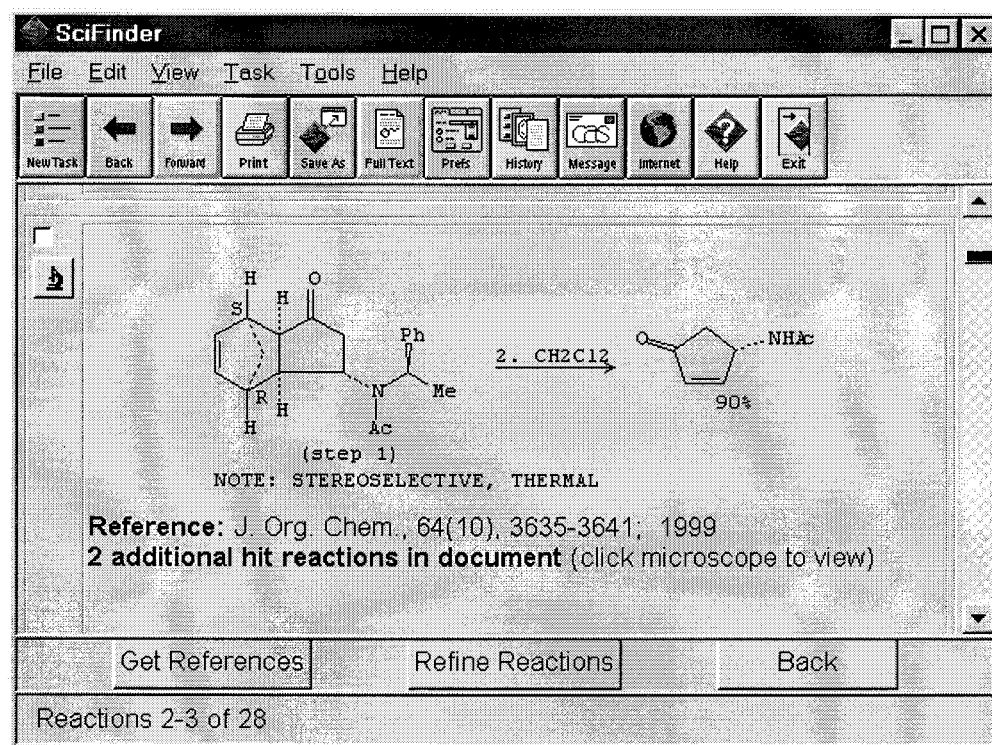 SciFinder
File Edit View Task Tools Help
New Task Back Forward Print Save As Full Text Prefs History Message Internet Help Exit
CAS
H H O
S
Ph
2. CH2Cl2
O NHAc
R H N Me
90%
H Ac
(step 1)
NOTE: STEREOSELECTIVE, THERMAL
Reference: J. Org. Chem., 64(10), 3635-3641; 1999
2 additional hit reactions in document (click microscope to view)
Get References Refine Reactions Back
Reactions 2-3 of 28